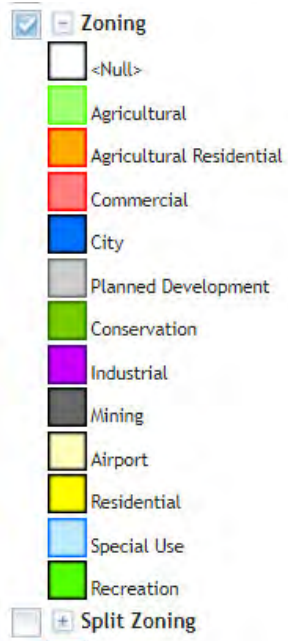 Zoning
<Null>
Agricultural
Agricultural Residential
Commercial
City
Planned Development
Conservation
Industrial
Mining
Airport
Residential
Special Use
Recreation
Split Zoning